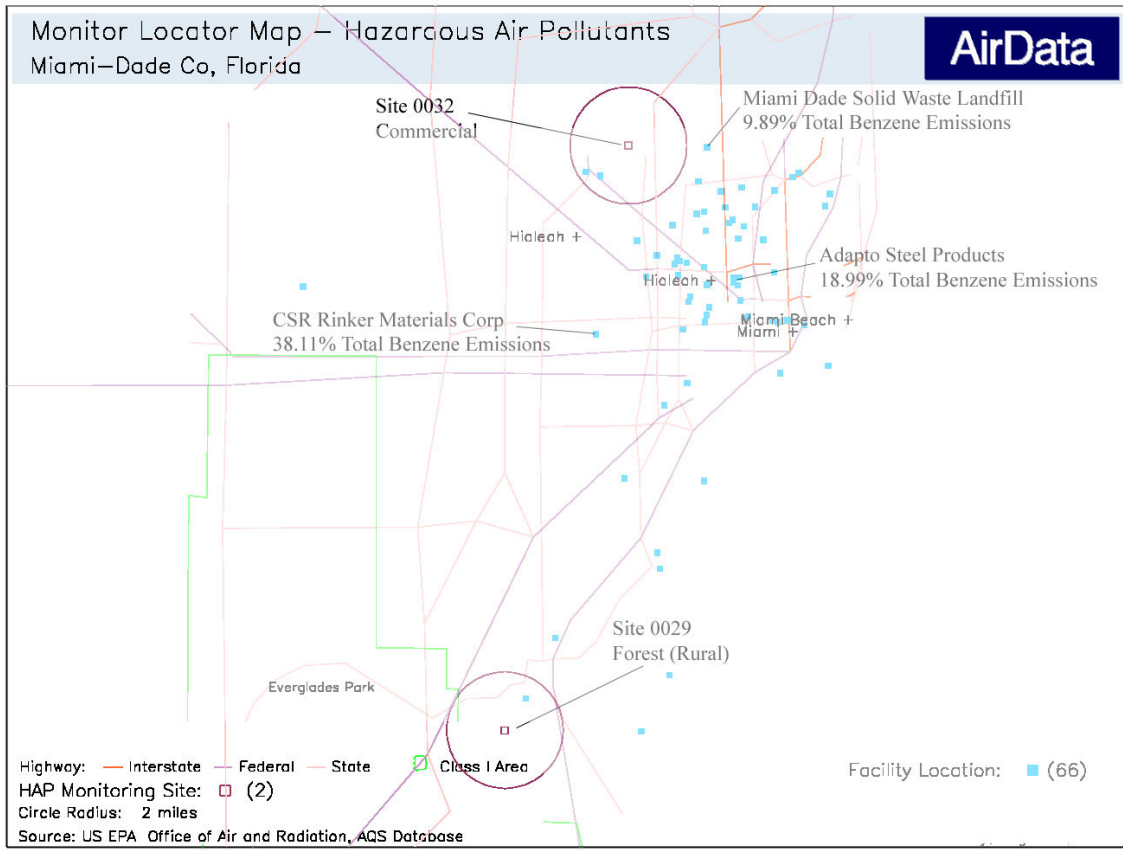 Monitor Locator Map – Hazardous Air Pollutants
Miami–Dade Co, Florida
AirData
Site 0032
Commercial
Miami Dade Solid Waste Landfill
9.89% Total Benzene Emissions
Hialeah +
Adapto Steel Products
18.99% Total Benzene Emissions
Hialeah +
CSR Rinker Materials Corp
38.11% Total Benzene Emissions
Miami Beach +
Miami +
Site 0029
Forest (Rural)
Everglades Park
Highway: Interstate Federal State Class I Area
HAP Monitoring Site: (2)
Facility Location: (66)
Circle Radius: 2 miles
Source: US EPA Office of Air and Radiation, AQS Database